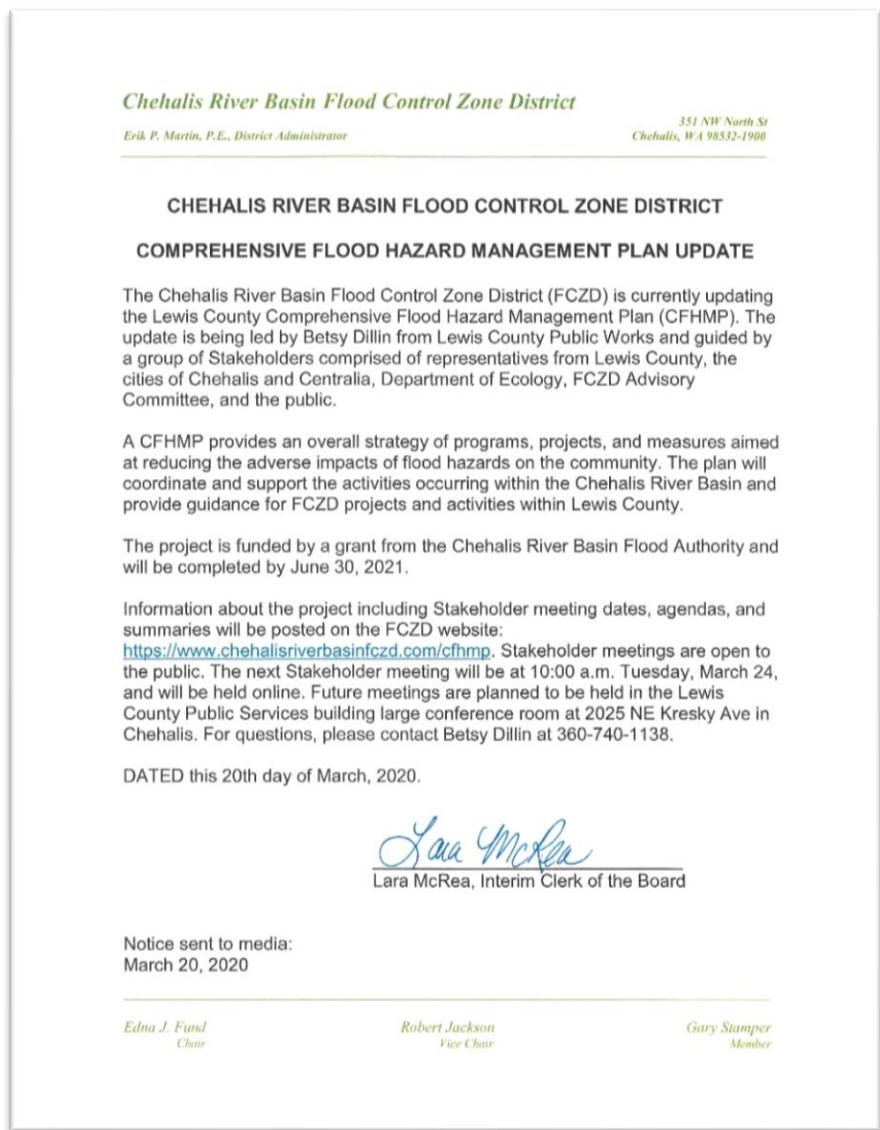 Chehalis River Basin Flood Control Zone District
Erik P. Martin, P.E., District Administrator
351 NW North St
Chehalis, WA 98532-1900
CHEHALIS RIVER BASIN FLOOD CONTROL ZONE DISTRICT
COMPREHENSIVE FLOOD HAZARD MANAGEMENT PLAN UPDATE
The Chehalis River Basin Flood Control Zone District (FCZD) is currently updating
the Lewis County Comprehensive Flood Hazard Management Plan (CFHMP). The
update is being led by Betsy Dillin from Lewis County Public Works and guided by
a group of Stakeholders comprised of representatives from Lewis County, the
cities of Chehalis and Centralia, Department of Ecology, FCZD Advisory
Committee, and the public.
A CFHMP provides an overall strategy of programs, projects, and measures aimed
at reducing the adverse impacts of flood hazards on the community. The plan will
coordinate and support the activities occurring within the Chehalis River Basin and
provide guidance for FCZD projects and activities within Lewis County.
The project is funded by a grant from the Chehalis River Basin Flood Authority and
will be completed by June 30, 2021.
Information about the project including Stakeholder meeting dates, agendas, and
summaries will be posted on the FCZD website:
https://www.chehalisriverbasinfczd.com/cfhmp. Stakeholder meetings are open to
the public. The next Stakeholder meeting will be at 10:00 a.m. Tuesday, March 24,
and will be held online. Future meetings are planned to be held in the Lewis
County Public Services building large conference room at 2025 NE Kresky Ave in
Chehalis. For questions, please contact Betsy Dillin at 360-740-1138.
DATED this 20th day of March, 2020.
Lara McRea
Lara McRea, Interim Clerk of the Board
Notice sent to media:
March 20, 2020
Edna J. Fund
Chair
Robert Jackson
Vice Chair
Gary Stamper
Member